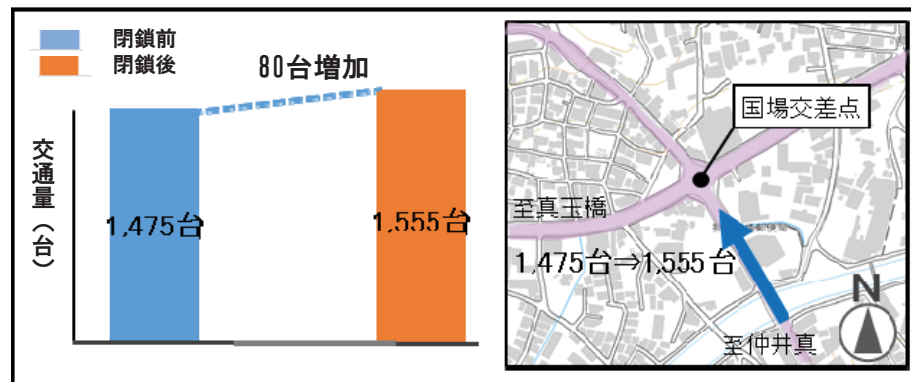 閉鎖前
閉鎖後
80台増加
交通量(台)
1,475台
1,555台
国場交差点
至真玉橋
1,475台⇒1,555台
至仲井真
N